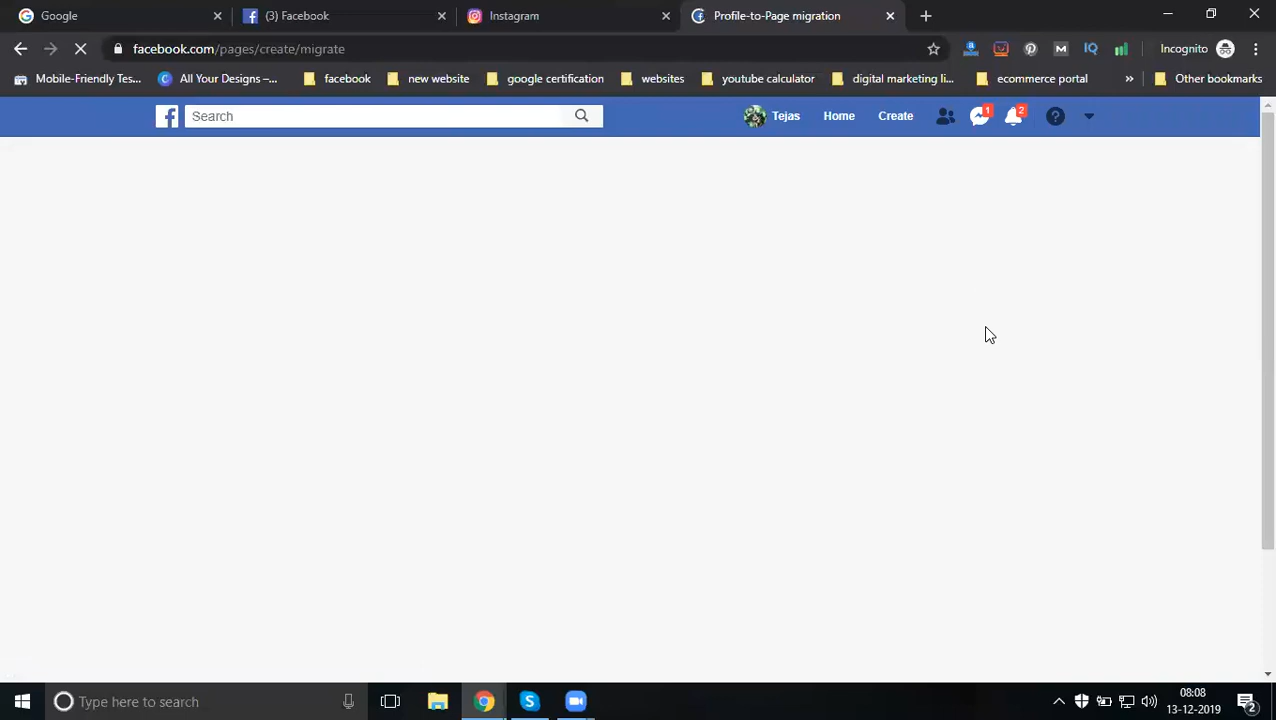 Google
(3) Facebook
Instagram
Profile-to-Page migration
facebook.com/pages/create/migrate
Incognito
Mobile-Friendly Tes...
All Your Designs –...
facebook
new website
google certification
websites
youtube calculator
digital marketing li...
ecommerce portal
Other bookmarks
Search
Tejas
Home
Create
1
2
Type here to search
08:08
13-12-2019
2